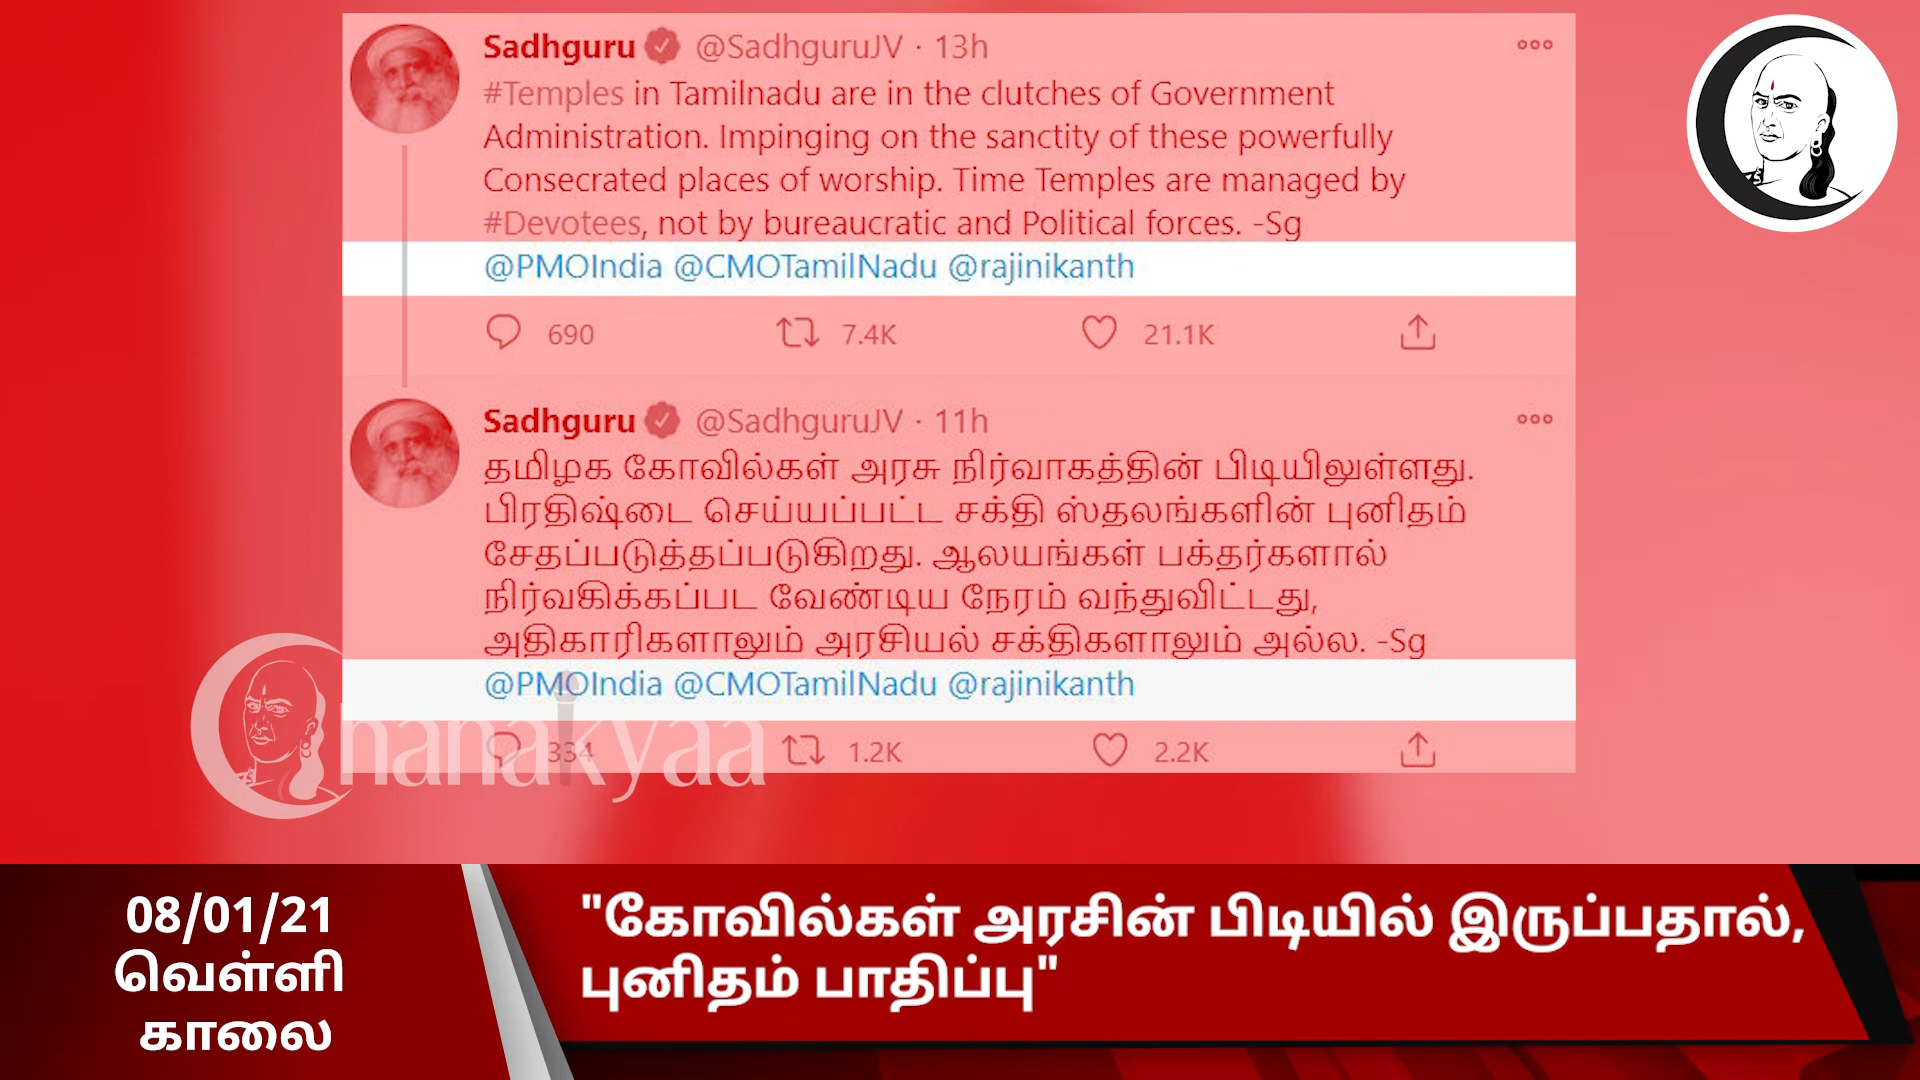 Sadhguru @SadhguruJV · 13h
#Temples in Tamilnadu are in the clutches of Government
Administration. Impinging on the sanctity of these powerfully
Consecrated places of worship. Time Temples are managed by
#Devotees, not by bureaucratic and Political forces. -Sg
@PMOIndia @CMOTamilNadu @rajinikanth
690 7.4K 21.1K
Sadhguru @SadhguruJV · 11h
தமிழக கோவில்கள் அரசு நிர்வாகத்தின் பிடியிலுள்ளது.
பிரதிஷ்டை செய்யப்பட்ட சக்தி ஸ்தலங்களின் புனிதம்
சேதப்படுத்தப்படுகிறது. ஆலயங்கள் பக்தர்களால்
நிர்வகிக்கப்பட வேண்டிய நேரம் வந்துவிட்டது,
அதிகாரிகளாலும் அரசியல் சக்திகளாலும் அல்ல. -Sg
@PMOIndia @CMOTamilNadu @rajinikanth
334 1.2K 2.2K
Chanakyaa
08/01/21
வெள்ளி
காலை
"கோவில்கள் அரசின் பிடியில் இருப்பதால்,
புனிதம் பாதிப்பு"